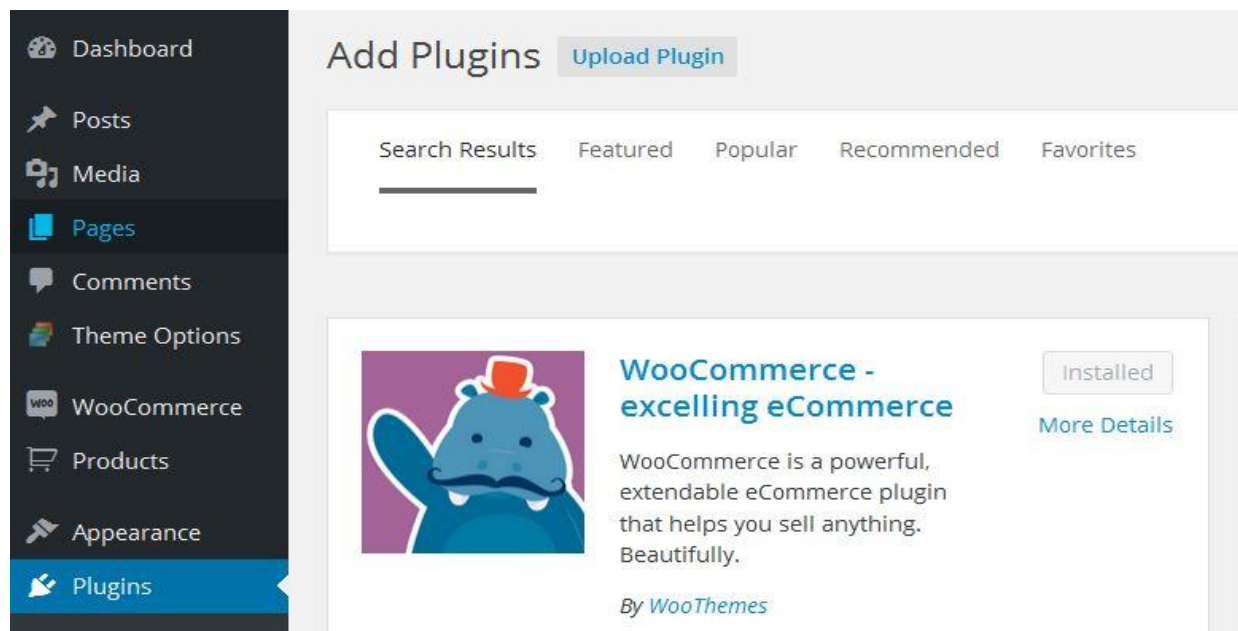 Dashboard
Posts
Media
Pages
Comments
Theme Options
WOO WooCommerce
Products
Appearance
Plugins
Add Plugins Upload Plugin
Search Results Featured Popular Recommended Favorites
WooCommerce -
excelling eCommerce
Installed
More Details
WooCommerce is a powerful,
extendable eCommerce plugin
that helps you sell anything.
Beautifully.
By WooThemes